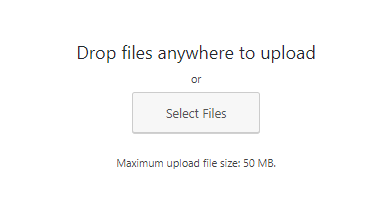 Drop files anywhere to upload
or
Select Files
Maximum upload file size: 50 MB.